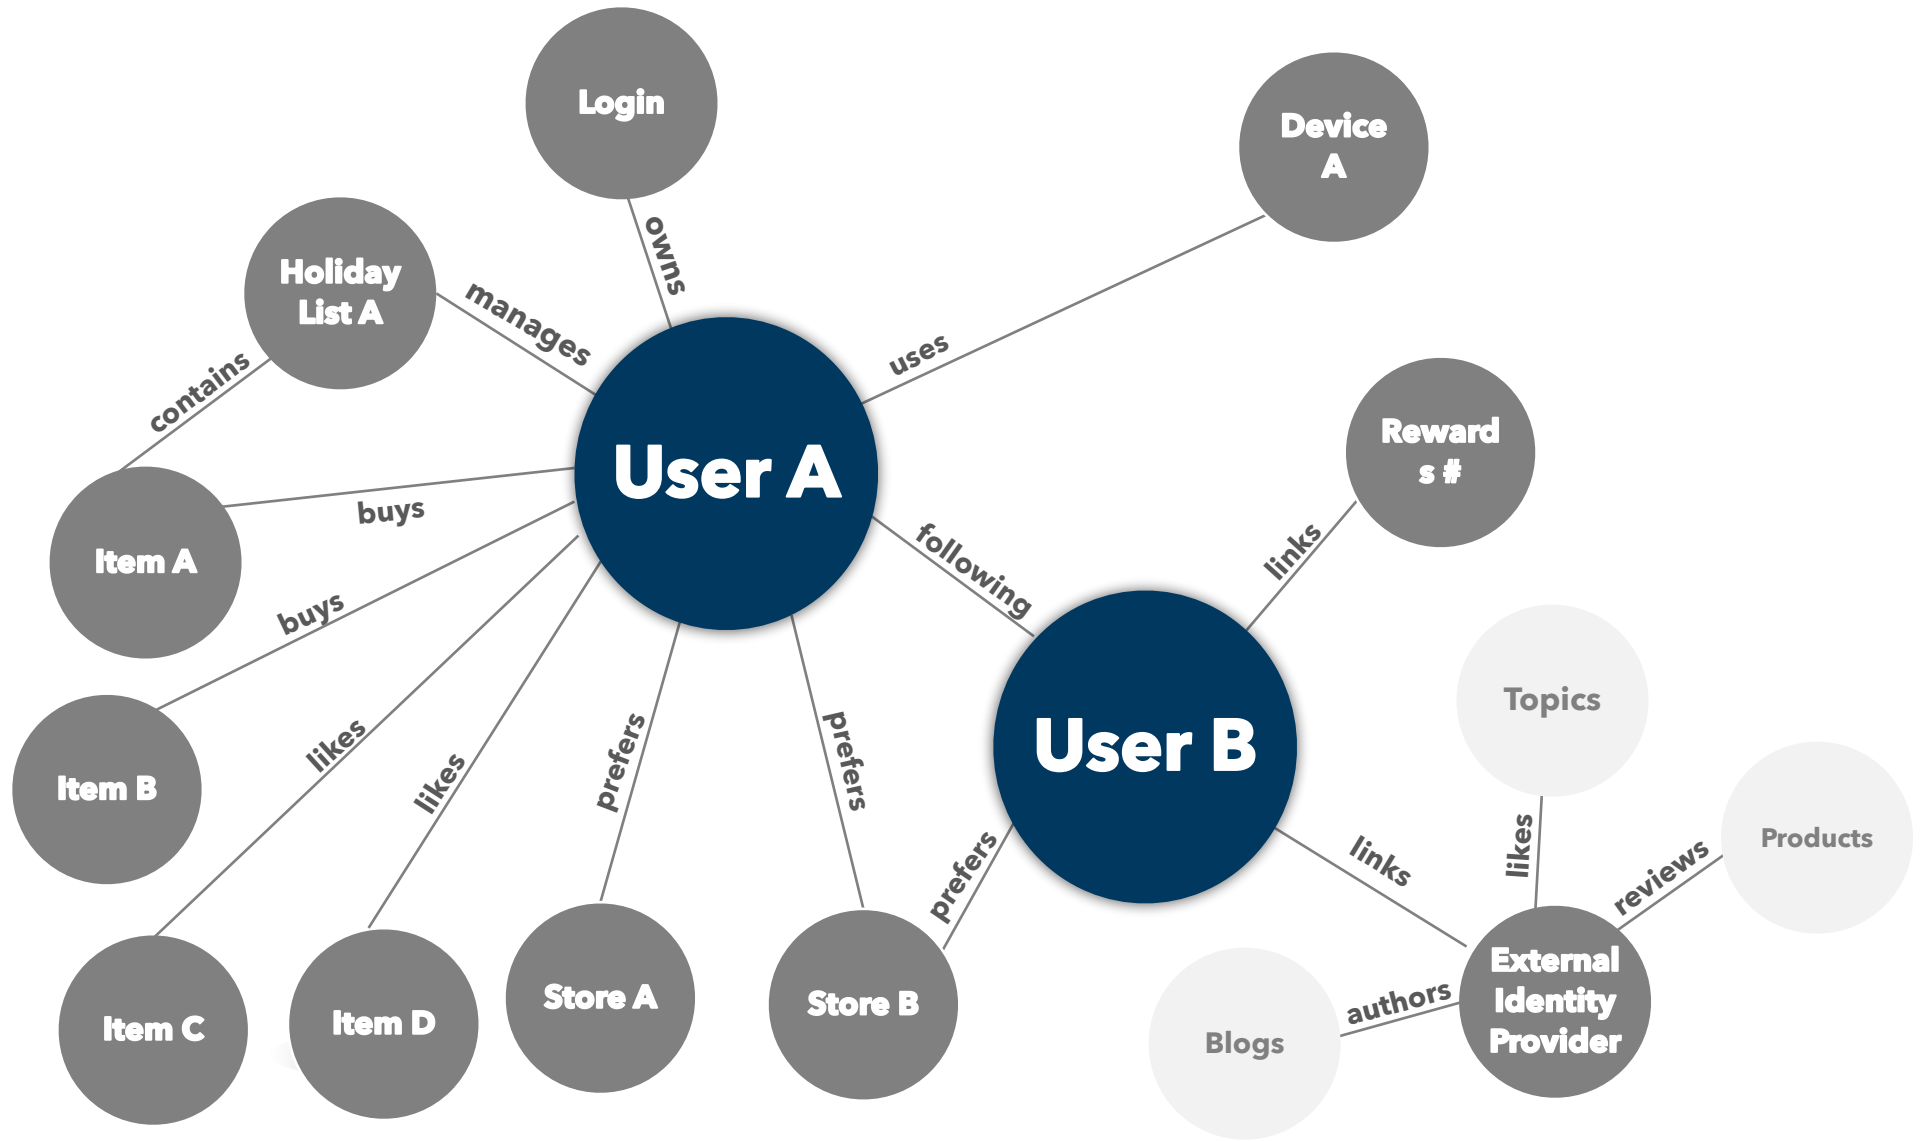 Login
Device
A
owns
Holiday
List A
manages
uses
contains
User A
Reward
s #
buys
following
links
Item A
buys
Topics
User B
likes
likes
prefers
prefers
Item B
prefers
links
likes
reviews
Products
External
Identity
Provider
authors
Blogs
Store A
Store B
Item C
Item D